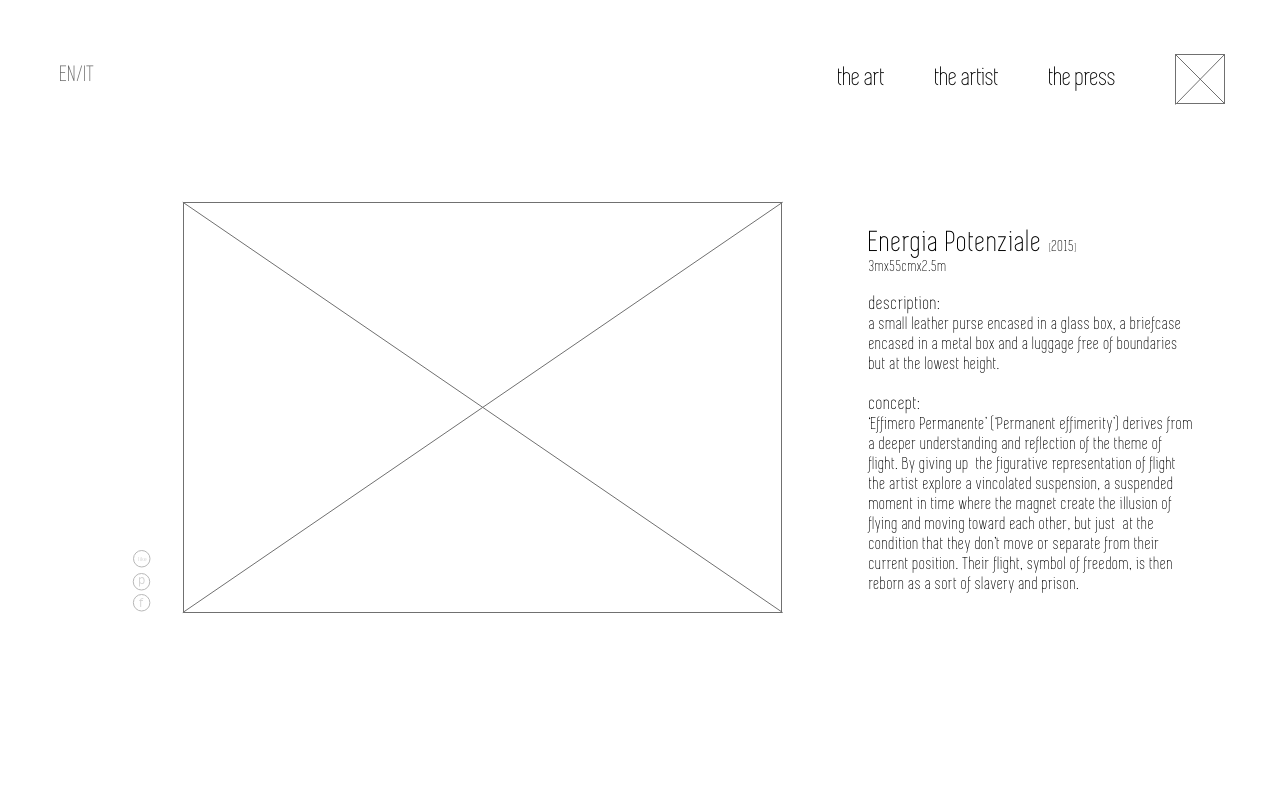 EN/IT
the art
the artist
the press
Energia Potenziale (2015)
3mx55cmx2.5m
description:
a small leather purse encased in a glass box, a briefcase
encased in a metal box and a luggage free of boundaries
but at the lowest height.
concept:
'Effimero Permanente' ('Permanent effimerity') derives from
a deeper understanding and reflection of the theme of
flight. By giving up  the figurative representation of flight
the artist explore a vincolated suspension, a suspended
moment in time where the magnet create the illusion of
flying and moving toward each other, but just  at the
condition that they don't move or separate from their
current position. Their flight, symbol of freedom, is then
reborn as a sort of slavery and prison.
p
f